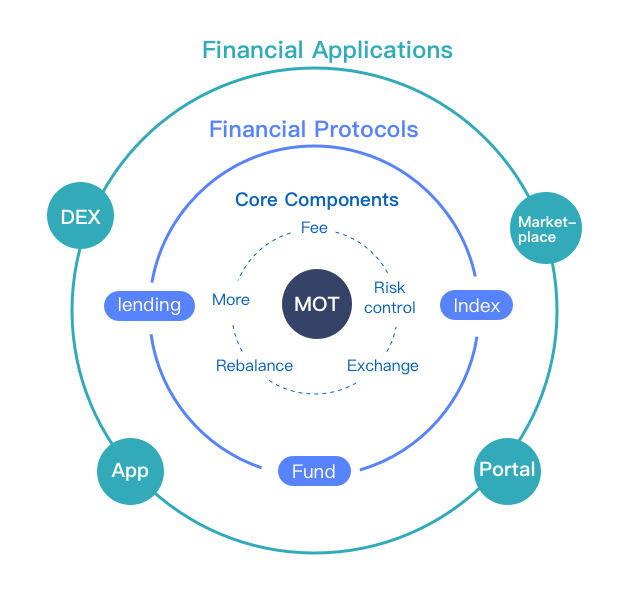 Financial Applications
Financial Protocols
Core Components
Fee
DEX
Market-
place
lending
More
MOT
Risk
control
Index
Rebalance
Exchange
App
Fund
Portal